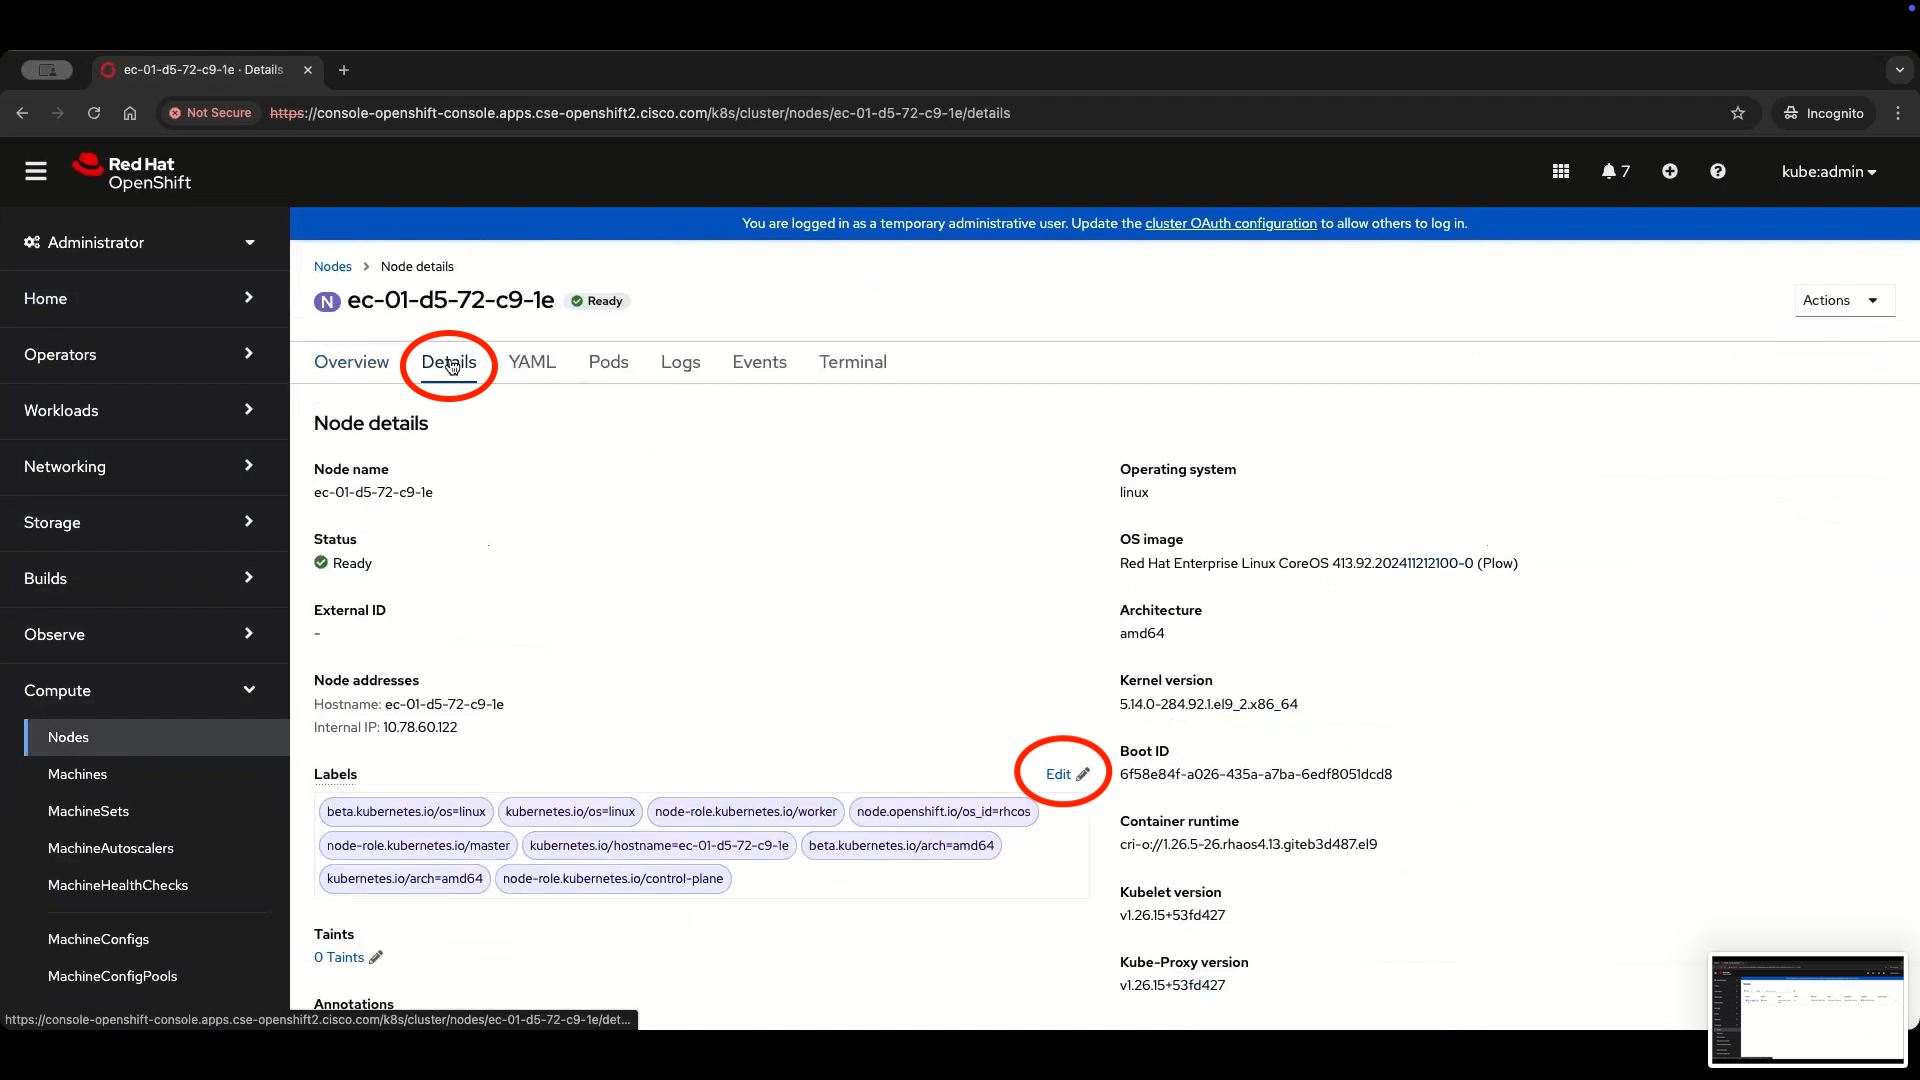 ec-01-d5-72-c9-1e · Details
Not Secure https://console-openshift-console.apps.cse-openshift2.cisco.com/k8s/cluster/nodes/ec-01-d5-72-c9-1e/details
Incognito
Red Hat
OpenShift
7
kube:admin
Administrator
Home
Operators
Workloads
Networking
Storage
Builds
Observe
Compute
Nodes
Machines
MachineSets
MachineAutoscalers
MachineHealthChecks
MachineConfigs
MachineConfigPools
You are logged in as a temporary administrative user. Update the cluster OAuth configuration to allow others to log in.
Nodes > Node details
N ec-01-d5-72-c9-1e Ready
Actions
Overview Details YAML Pods Logs Events Terminal
Node details
Node name
ec-01-d5-72-c9-1e
Status
Ready
External ID
-
Node addresses
Hostname: ec-01-d5-72-c9-1e
Internal IP: 10.78.60.122
Labels
Edit
beta.kubernetes.io/os=linux kubernetes.io/os=linux node-role.kubernetes.io/worker node.openshift.io/os_id=rhcos
node-role.kubernetes.io/master kubernetes.io/hostname=ec-01-d5-72-c9-1e beta.kubernetes.io/arch=amd64
kubernetes.io/arch=amd64 node-role.kubernetes.io/control-plane
Taints
0 Taints
Annotations
Operating system
linux
OS image
Red Hat Enterprise Linux CoreOS 413.92.202411212100-0 (Plow)
Architecture
amd64
Kernel version
5.14.0-284.92.1.el9_2.x86_64
Boot ID
6f58e84f-a026-435a-a7ba-6edf8051dcd8
Container runtime
cri-o://1.26.5-26.rhaos4.13.giteb3d487.el9
Kubelet version
v1.26.15+53fd427
Kube-Proxy version
v1.26.15+53fd427
https://console-openshift-console.apps.cse-openshift2.cisco.com/k8s/cluster/nodes/ec-01-d5-72-c9-1e/det...